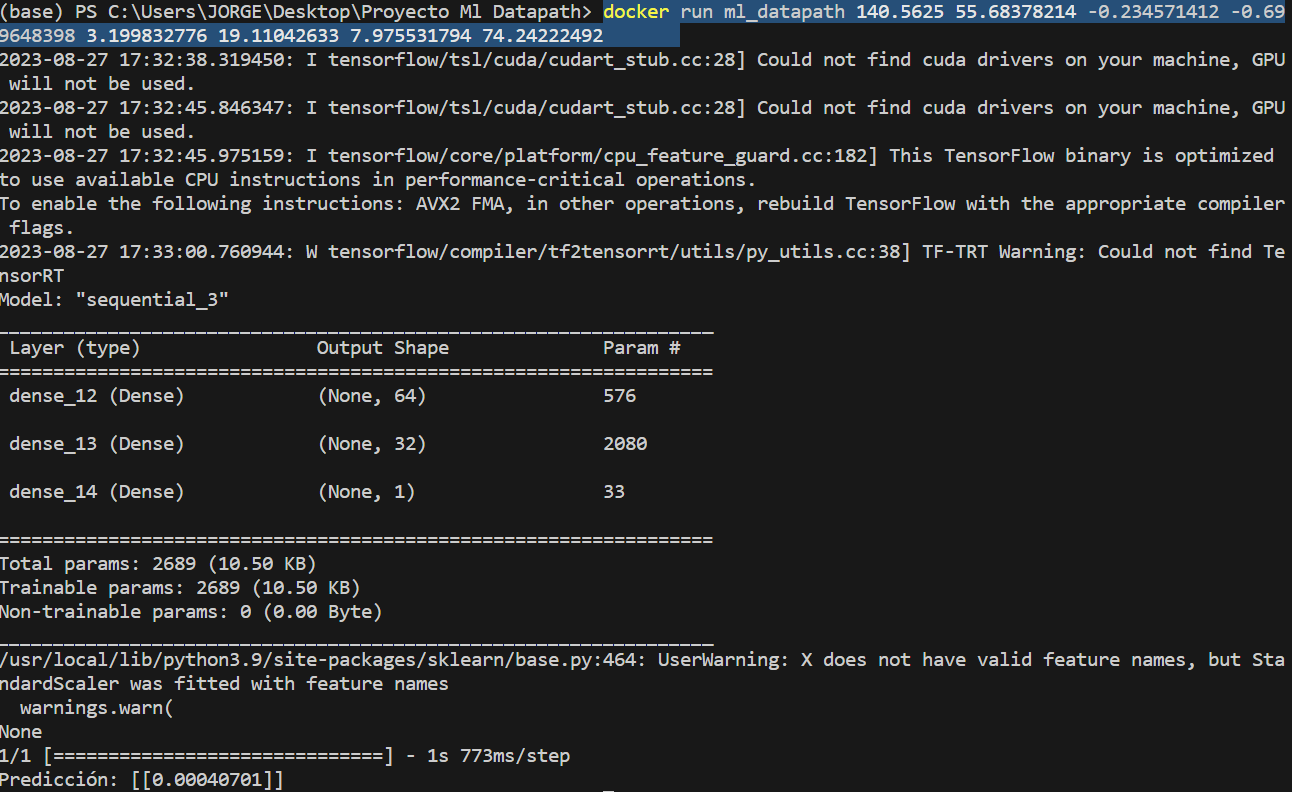 (base) PS C:\Users\JORGE\Desktop\Proyecto Ml Datapath> docker run ml_datapath 140.5625 55.68378214 -0.234571412 -0.69
9648398 3.199832776 19.11042633 7.975531794 74.24222492
2023-08-27 17:32:38.319450: I tensorflow/tsl/cuda/cudart_stub.cc:28] Could not find cuda drivers on your machine, GPU
 will not be used.
2023-08-27 17:32:45.846347: I tensorflow/tsl/cuda/cudart_stub.cc:28] Could not find cuda drivers on your machine, GPU
 will not be used.
2023-08-27 17:32:45.975159: I tensorflow/core/platform/cpu_feature_guard.cc:182] This TensorFlow binary is optimized
to use available CPU instructions in performance-critical operations.
To enable the following instructions: AVX2 FMA, in other operations, rebuild TensorFlow with the appropriate compiler
 flags.
2023-08-27 17:33:00.760944: W tensorflow/compiler/tf2tensorrt/utils/py_utils.cc:38] TF-TRT Warning: Could not find Te
nsorRT
Model: "sequential_3"
_________________________________________________________________
 Layer (type)                Output Shape              Param #
=================================================================
 dense_12 (Dense)            (None, 64)                576
 dense_13 (Dense)            (None, 32)                2080
 dense_14 (Dense)            (None, 1)                 33
=================================================================
Total params: 2689 (10.50 KB)
Trainable params: 2689 (10.50 KB)
Non-trainable params: 0 (0.00 Byte)
_________________________________________________________________
/usr/local/lib/python3.9/site-packages/sklearn/base.py:464: UserWarning: X does not have valid feature names, but Sta
ndardScaler was fitted with feature names
  warnings.warn(
None
1/1 [==============================] - 1s 773ms/step
Predicción: [[0.00040701]]